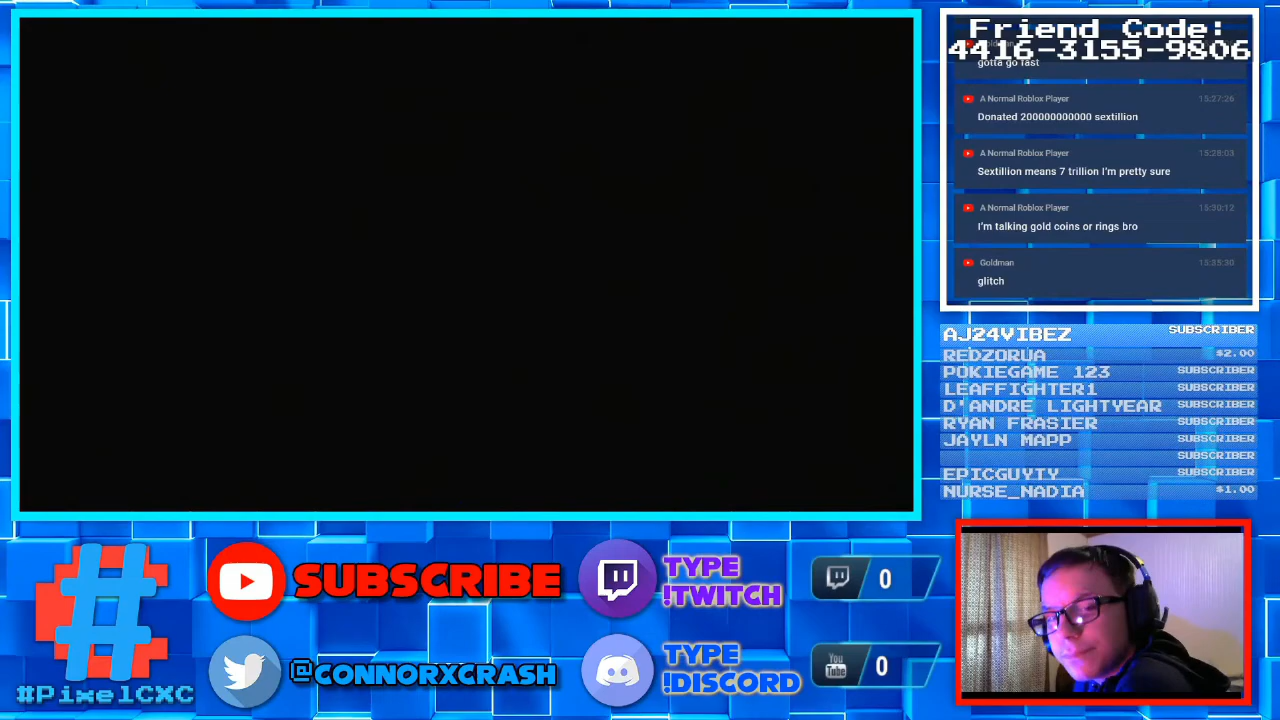 Friend Code:
4416-3155-9806
gotta go fast
A Normal Roblox Player 15:27:26
Donated 200000000000 sextillion
A Normal Roblox Player 15:28:03
Sextillion means 7 trillion I'm pretty sure
A Normal Roblox Player 15:30:12
I'm talking gold coins or rings bro
Goldman 15:35:30
glitch
AJ24VIBEZ SUBSCRIBER
REDZORUA $2.00
POKIEGAME 123 SUBSCRIBER
LEAFFIGHTER1 SUBSCRIBER
D'ANDRE LIGHTYEAR SUBSCRIBER
RYAN FRASIER SUBSCRIBER
JAYLN MAPP SUBSCRIBER
SUBSCRIBER
EPICGUYTY SUBSCRIBER
NURSE_NADIA $1.00
#
#PixelCXC
SUBSCRIBE
@CONNORXCRASH
TYPE
!TWITCH
TYPE
!DISCORD
0
You
Tube
0